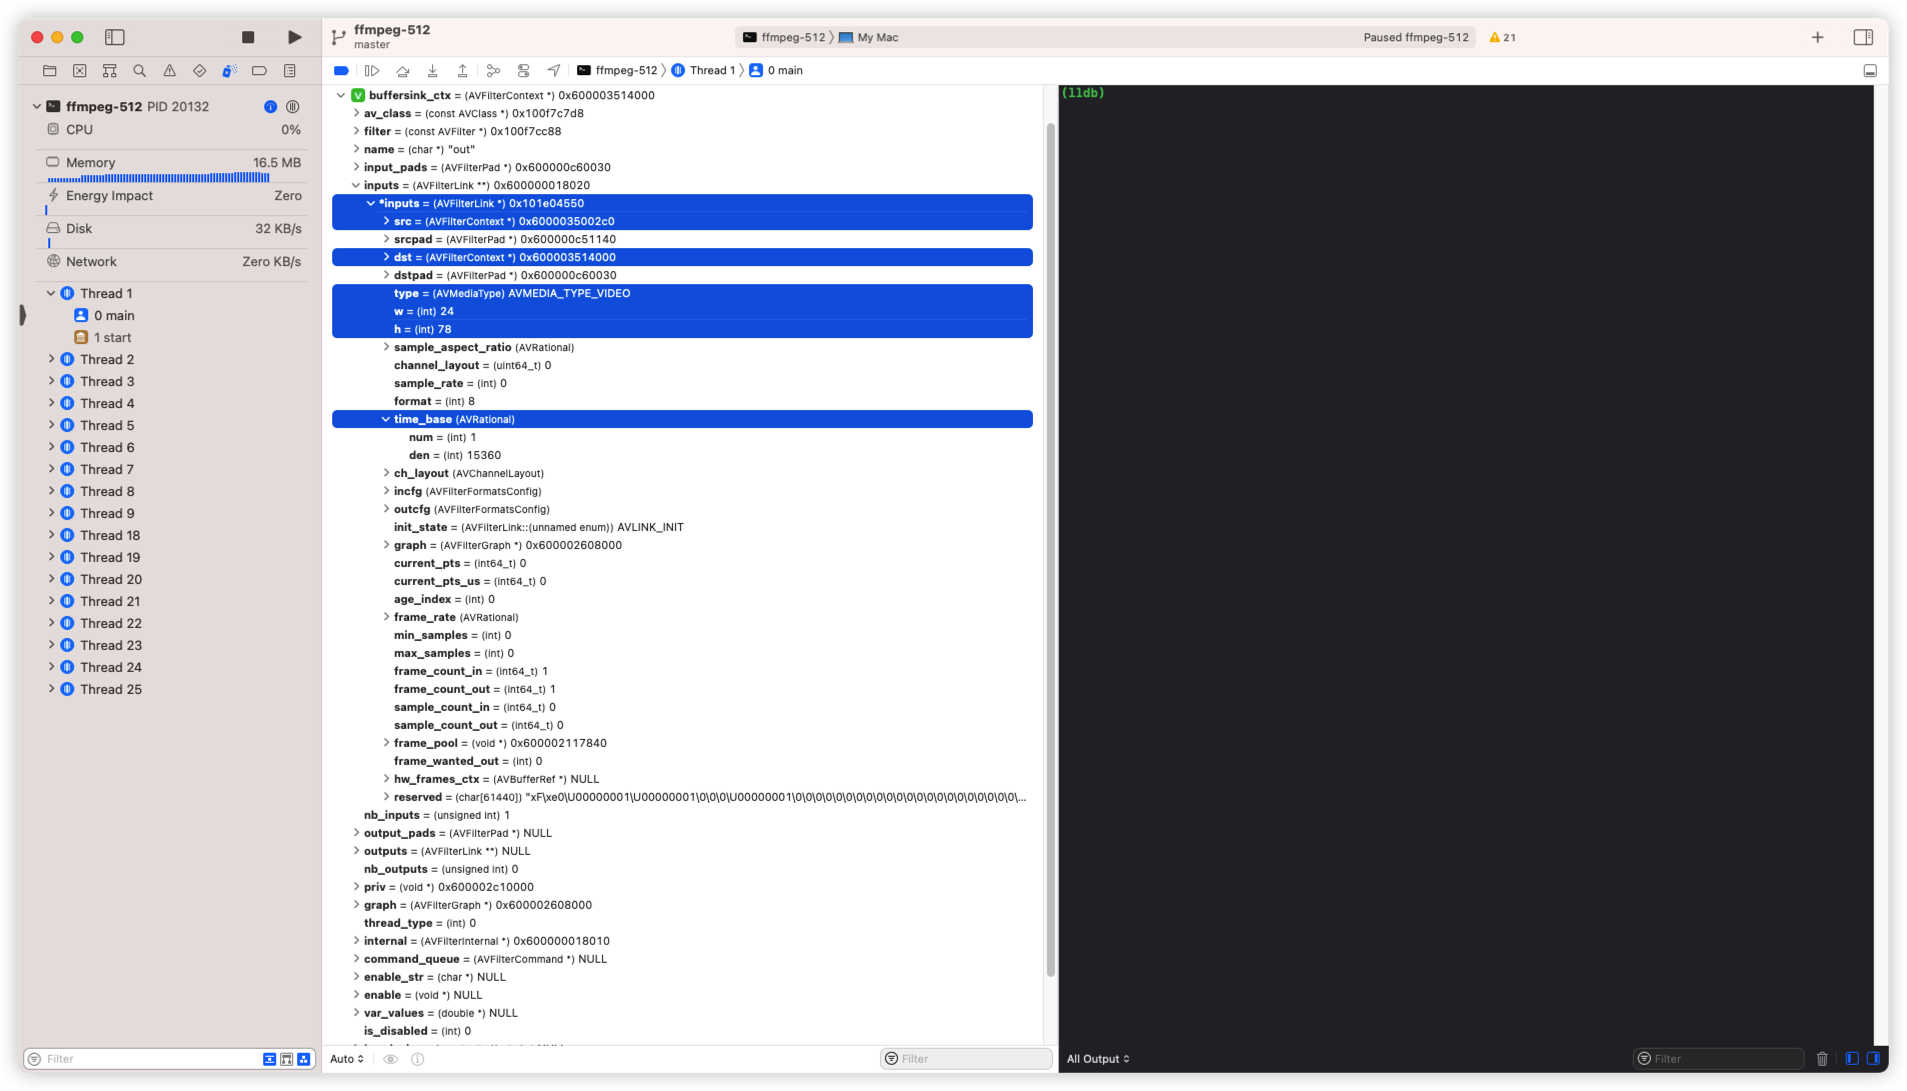 ffmpeg-512
master
ffmpeg-512 〉 My Mac
Paused ffmpeg-512
21
ffmpeg-512 〉 Thread 1 〉 0 main
ffmpeg-512 PID 20132
CPU 0%
Memory 16.5 MB
Energy Impact Zero
Disk 32 KB/s
Network Zero KB/s
Thread 1
0 main
1 start
Thread 2
Thread 3
Thread 4
Thread 5
Thread 6
Thread 7
Thread 8
Thread 9
Thread 18
Thread 19
Thread 20
Thread 21
Thread 22
Thread 23
Thread 24
Thread 25
Filter
V buffersink_ctx = (AVFilterContext *) 0x600003514000
av_class = (const AVClass *) 0x100f7c7d8
filter = (const AVFilter *) 0x100f7cc88
name = (char *) "out"
input_pads = (AVFilterPad *) 0x600000c60030
inputs = (AVFilterLink **) 0x600000018020
*inputs = (AVFilterLink *) 0x101e04550
src = (AVFilterContext *) 0x6000035002c0
srcpad = (AVFilterPad *) 0x600000c51140
dst = (AVFilterContext *) 0x600003514000
dstpad = (AVFilterPad *) 0x600000c60030
type = (AVMediaType) AVMEDIA_TYPE_VIDEO
w = (int) 24
h = (int) 78
sample_aspect_ratio (AVRational)
channel_layout = (uint64_t) 0
sample_rate = (int) 0
format = (int) 8
time_base (AVRational)
num = (int) 1
den = (int) 15360
ch_layout (AVChannelLayout)
incfg (AVFilterFormatsConfig)
outcfg (AVFilterFormatsConfig)
init_state = (AVFilterLink::(unnamed enum)) AVLINK_INIT
graph = (AVFilterGraph *) 0x600002608000
current_pts = (int64_t) 0
current_pts_us = (int64_t) 0
age_index = (int) 0
frame_rate (AVRational)
min_samples = (int) 0
max_samples = (int) 0
frame_count_in = (int64_t) 1
frame_count_out = (int64_t) 1
sample_count_in = (int64_t) 0
sample_count_out = (int64_t) 0
frame_pool = (void *) 0x600002117840
frame_wanted_out = (int) 0
hw_frames_ctx = (AVBufferRef *) NULL
reserved = (char[61440]) "xF\xe0\U00000001\U00000001\0\0\0\U00000001\0\0\0\0\0\0\0\0\0\0\0\0\0\0\0\0\0\0\0\0\0\0\0\...
nb_inputs = (unsigned int) 1
output_pads = (AVFilterPad *) NULL
outputs = (AVFilterLink **) NULL
nb_outputs = (unsigned int) 0
priv = (void *) 0x600002c10000
graph = (AVFilterGraph *) 0x600002608000
thread_type = (int) 0
internal = (AVFilterInternal *) 0x600000018010
command_queue = (AVFilterCommand *) NULL
enable_str = (char *) NULL
enable = (void *) NULL
var_values = (double *) NULL
is_disabled = (int) 0
Auto
Filter
(lldb)
All Output
Filter